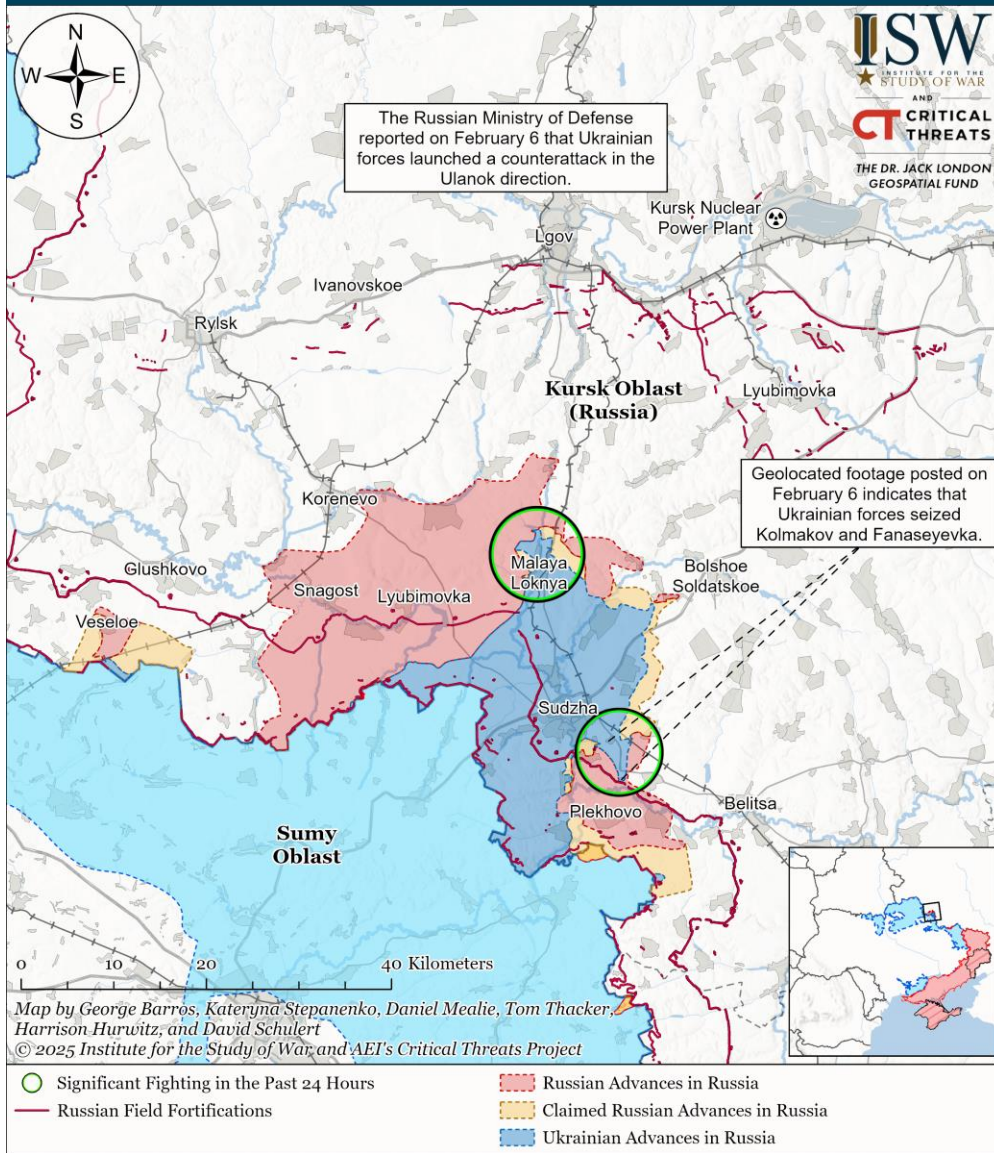 N
W E
S
ISW
INSTITUTE FOR THE
STUDY OF WAR
AND
CT CRITICAL
THREATS
THE DR. JACK LONDON
GEOSPATIAL FUND
The Russian Ministry of Defense
reported on February 6 that Ukrainian
forces launched a counterattack in the
Ulanok direction.
Kursk Nuclear
Power Plant
Lgov
Ivanovskoe
Rylsk
Kursk Oblast
(Russia)
Lyubimovka
Geolocated footage posted on
February 6 indicates that
Ukrainian forces seized
Kolmakov and Fanaseyevka.
Korenevo
Malaya
Loknya
Bolshoe
Soldatskoe
Glushkovo
Snagost
Lyubimovka
Veseloe
Sudzha
Plekhovo
Belitsa
Sumy
Oblast
0 10 20 40 Kilometers
Map by George Barros, Kateryna Stepanenko, Daniel Mealie, Tom Thacker,
Harrison Hurwitz, and David Schulert
© 2025 Institute for the Study of War and AEI's Critical Threats Project
Significant Fighting in the Past 24 Hours
Russian Field Fortifications
Russian Advances in Russia
Claimed Russian Advances in Russia
Ukrainian Advances in Russia